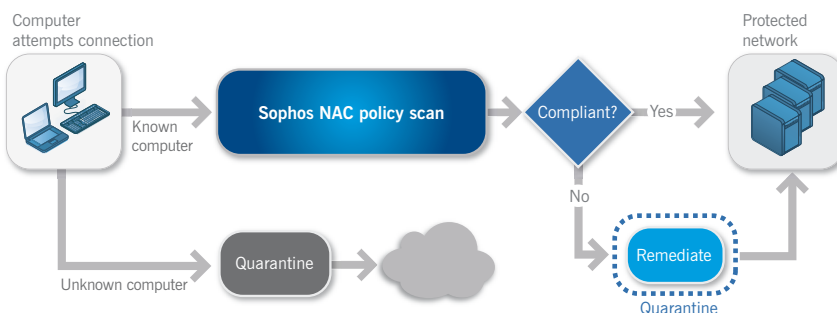 Computer
attempts connection
Protected
network
Known
computer
Sophos NAC policy scan
Compliant?
Yes
No
Unknown computer
Quarantine
Remediate
Quarantine